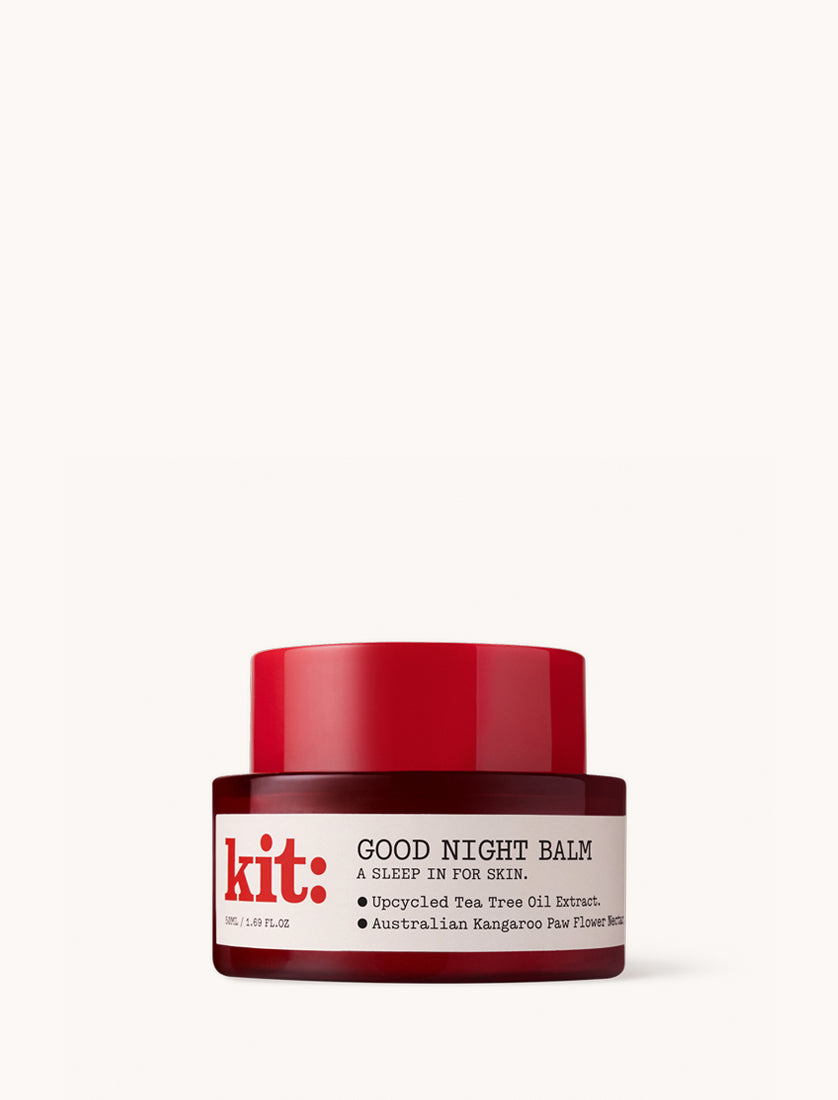 kit:
50ML / 1.69 FL.OZ
GOOD NIGHT BALM
A SLEEP IN FOR SKIN.
● Upcycled Tea Tree Oil Extract.
● Australian Kangaroo Paw Flower Nectar